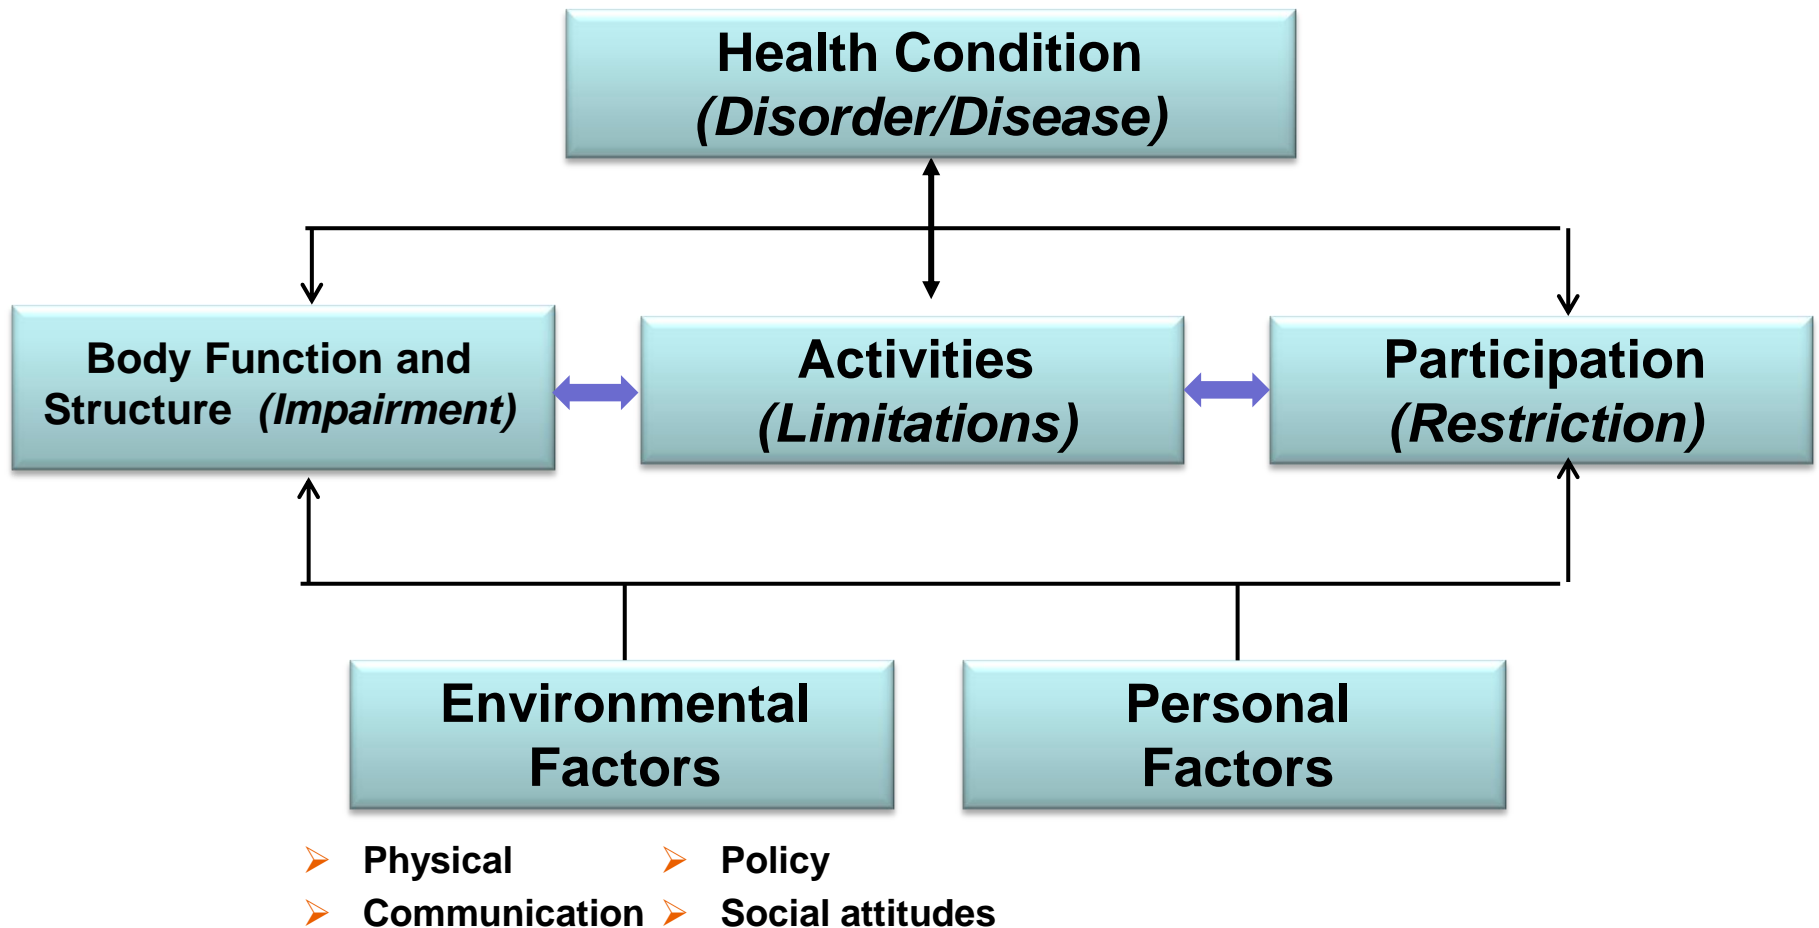 Health Condition
(Disorder/Disease)
Body Function and
Structure (Impairment)
Activities
(Limitations)
Participation
(Restriction)
Environmental
Factors
Personal
Factors
Physical
Communication
Policy
Social attitudes